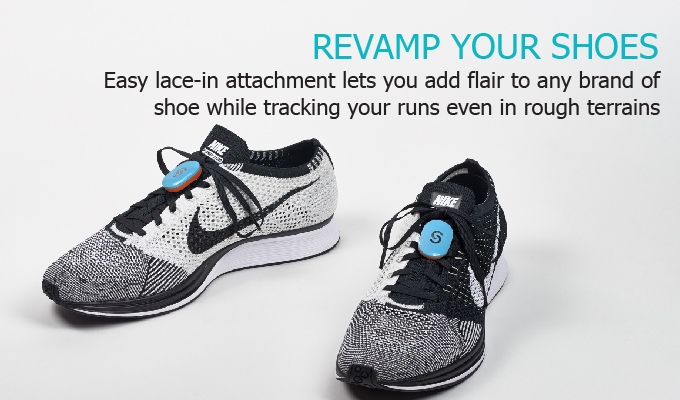 REVAMP YOUR SHOES
Easy lace-in attachment lets you add flair to any brand of
shoe while tracking your runs even in rough terrains
NIKE
NIKE
S